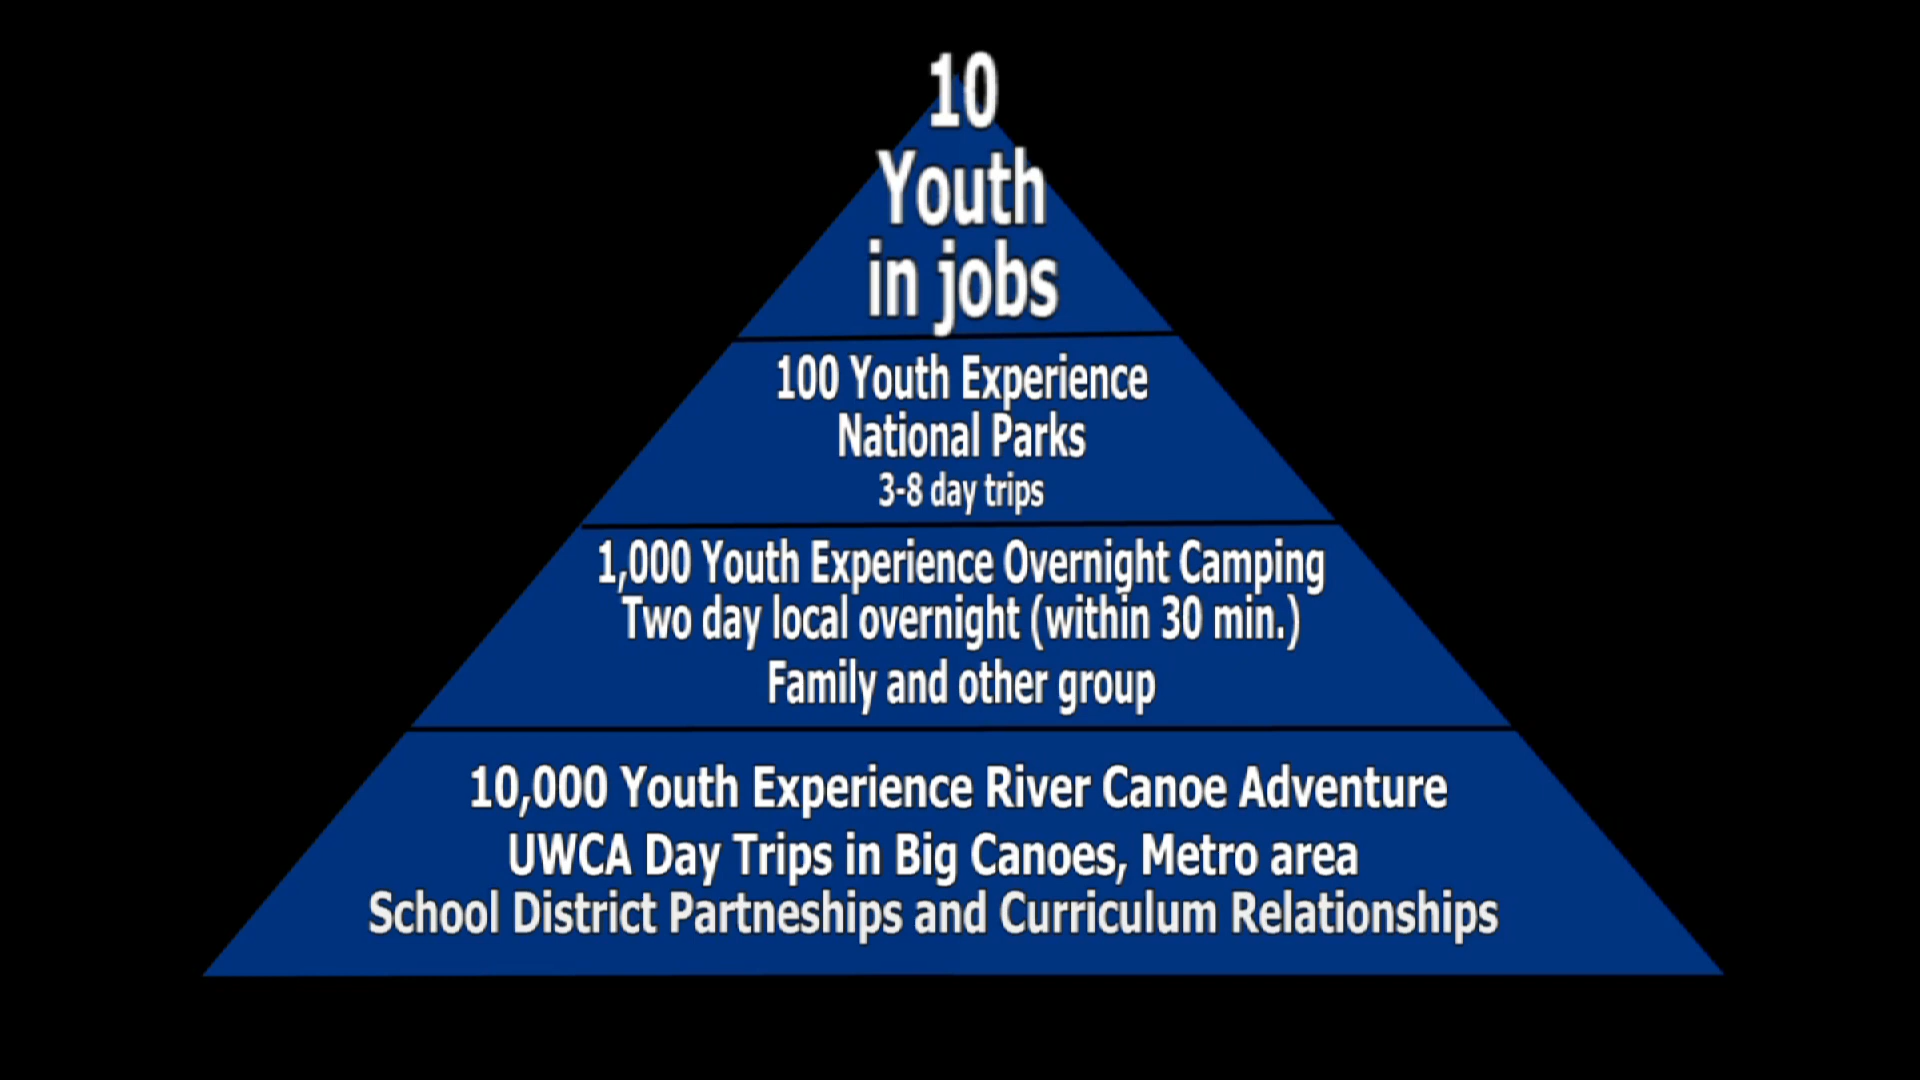 10
Youth
in jobs
100 Youth Experience
National Parks
3-8 day trips
1,000 Youth Experience Overnight Camping
Two day local overnight (within 30 min.)
Family and other group
10,000 Youth Experience River Canoe Adventure
UWCA Day Trips in Big Canoes, Metro area
School District Partneships and Curriculum Relationships